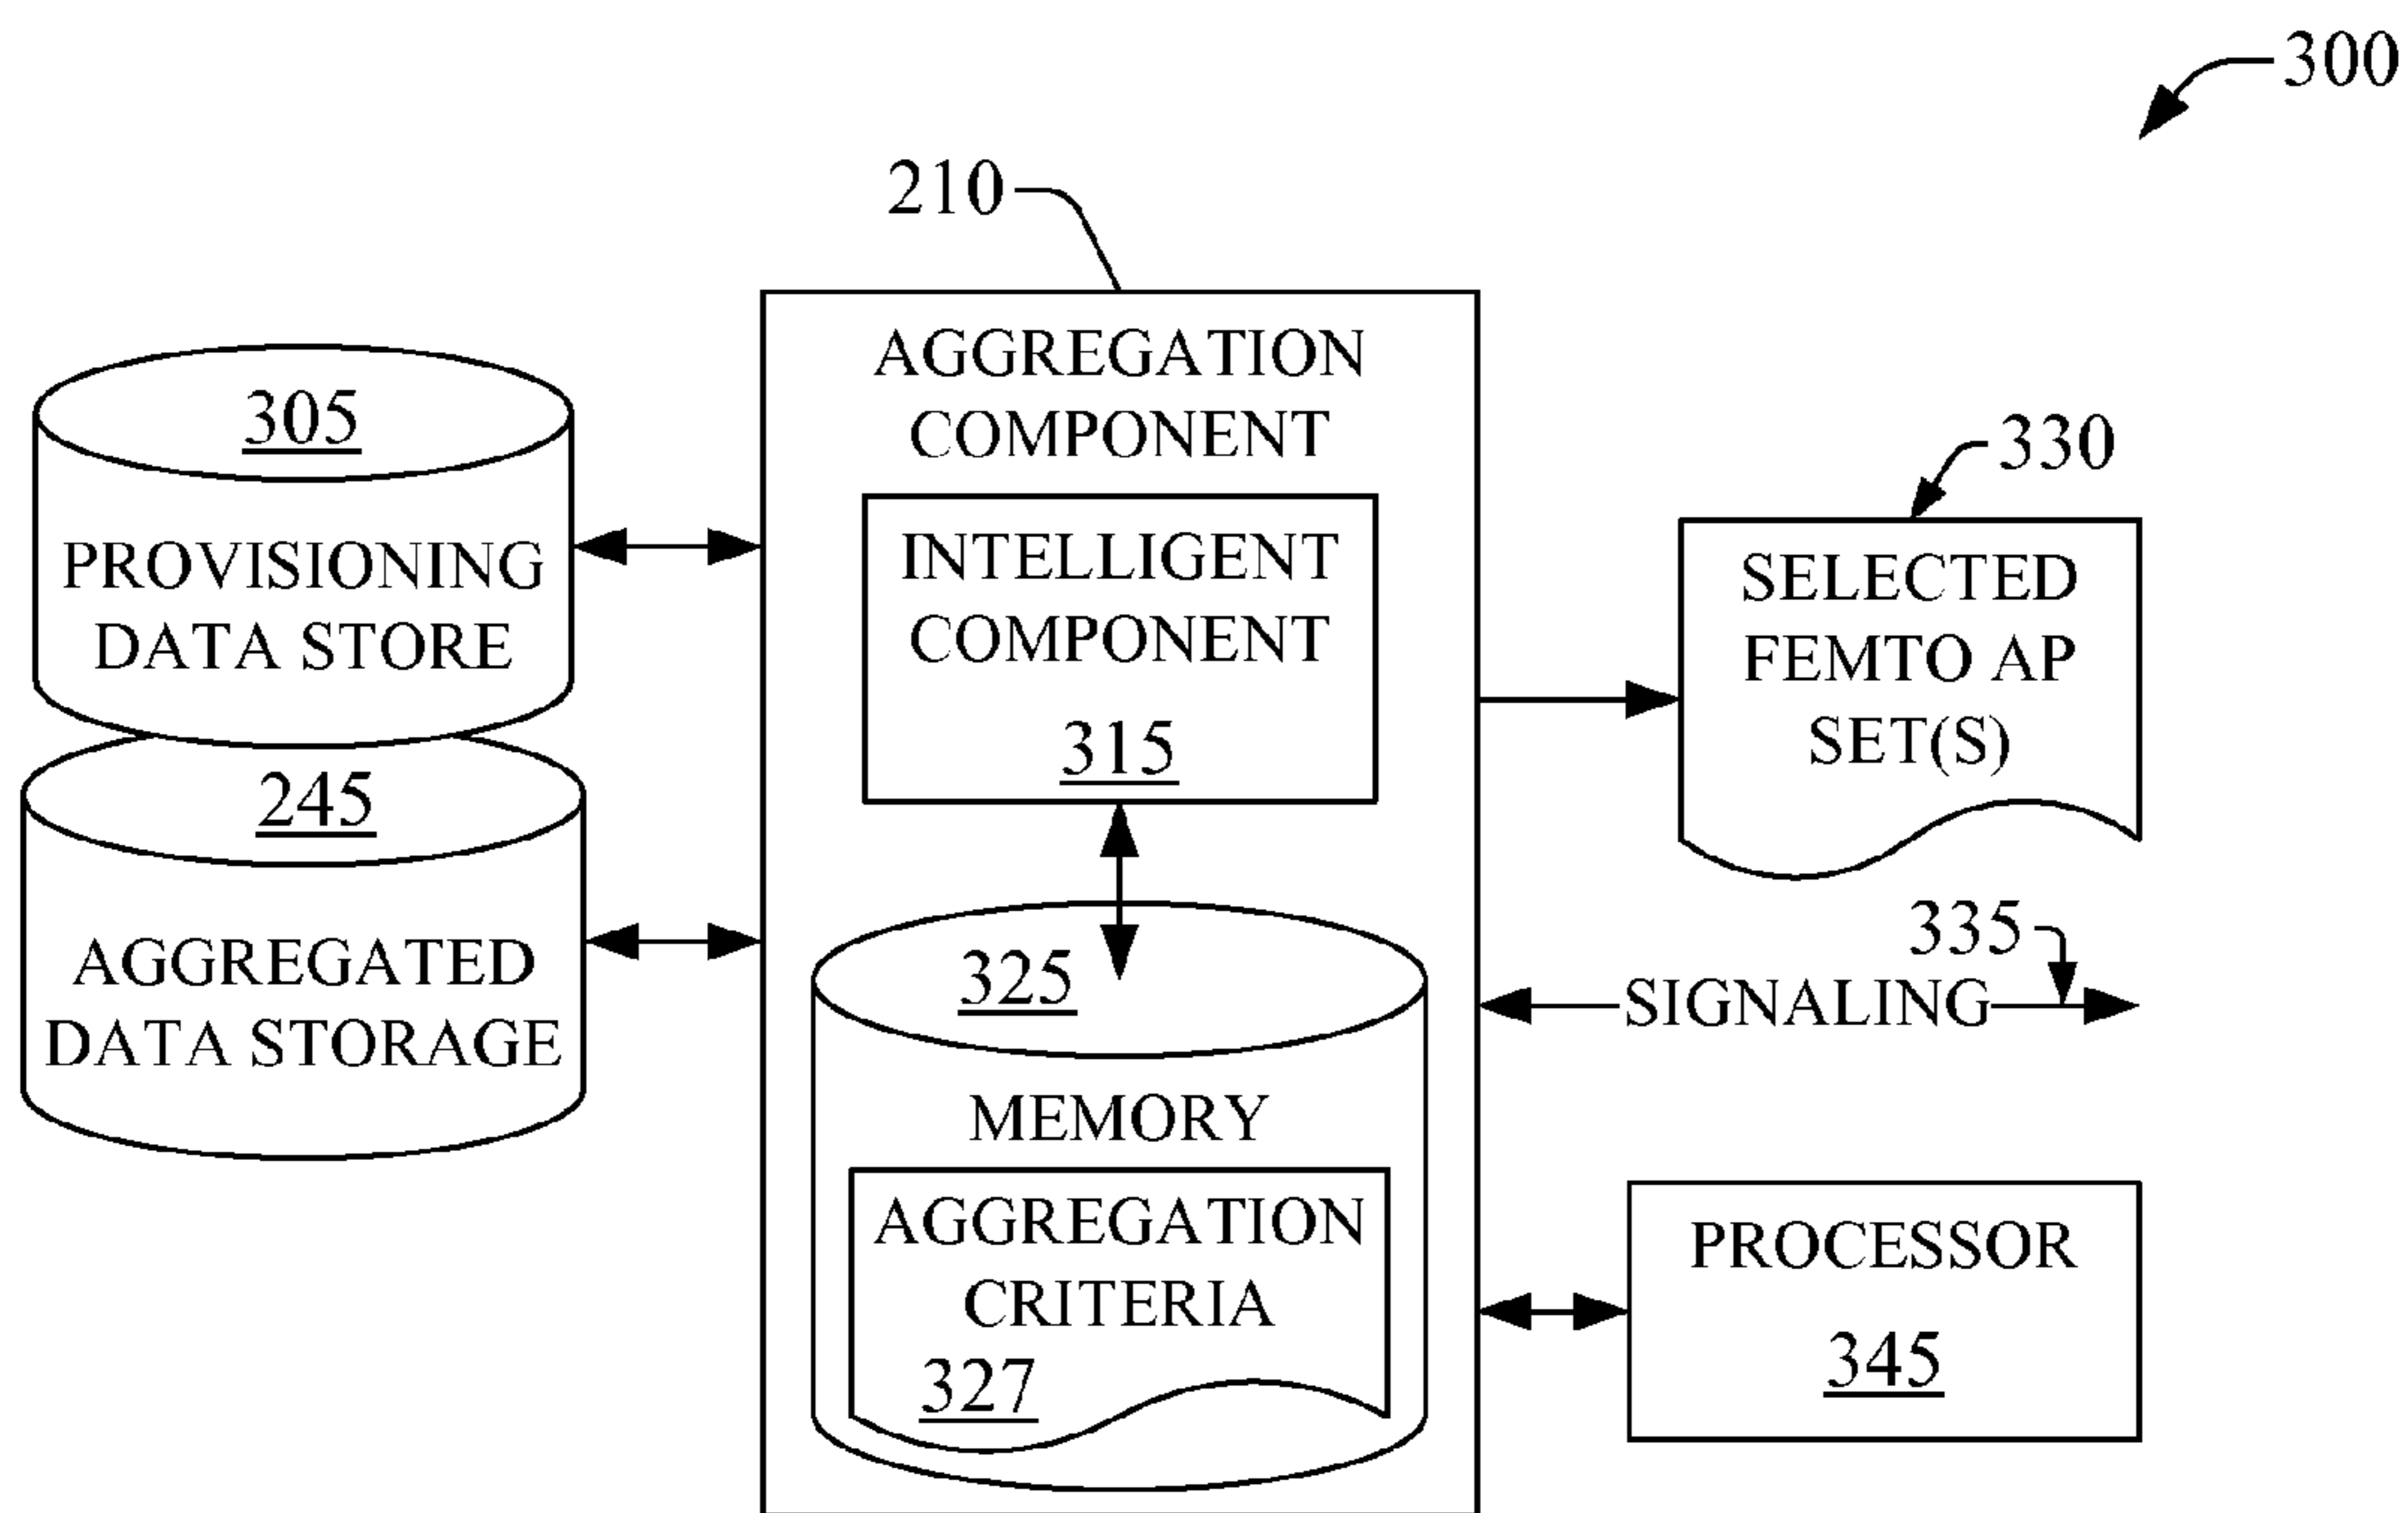 300
210
305
PROVISIONING
DATA STORE
245
AGGREGATED
DATA STORAGE
AGGREGATION
COMPONENT
INTELLIGENT
COMPONENT
315
325
MEMORY
AGGREGATION
CRITERIA
327
330
SELECTED
FEMTO AP
SET(S)
335
SIGNALING
PROCESSOR
345